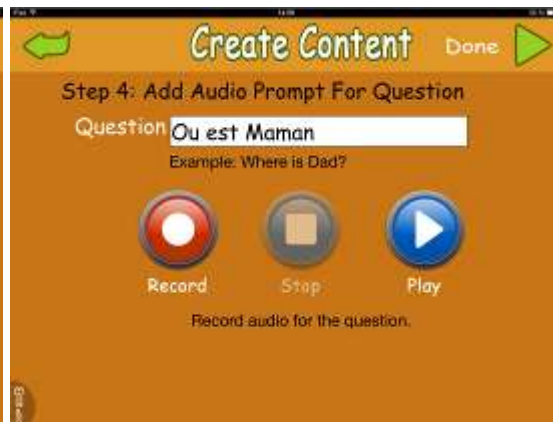 Create Content
Done
Step 4: Add Audio Prompt For Question
Question Ou est Maman
Example: Where is Dad?
Record
Stop
Play
Record audio for the question.